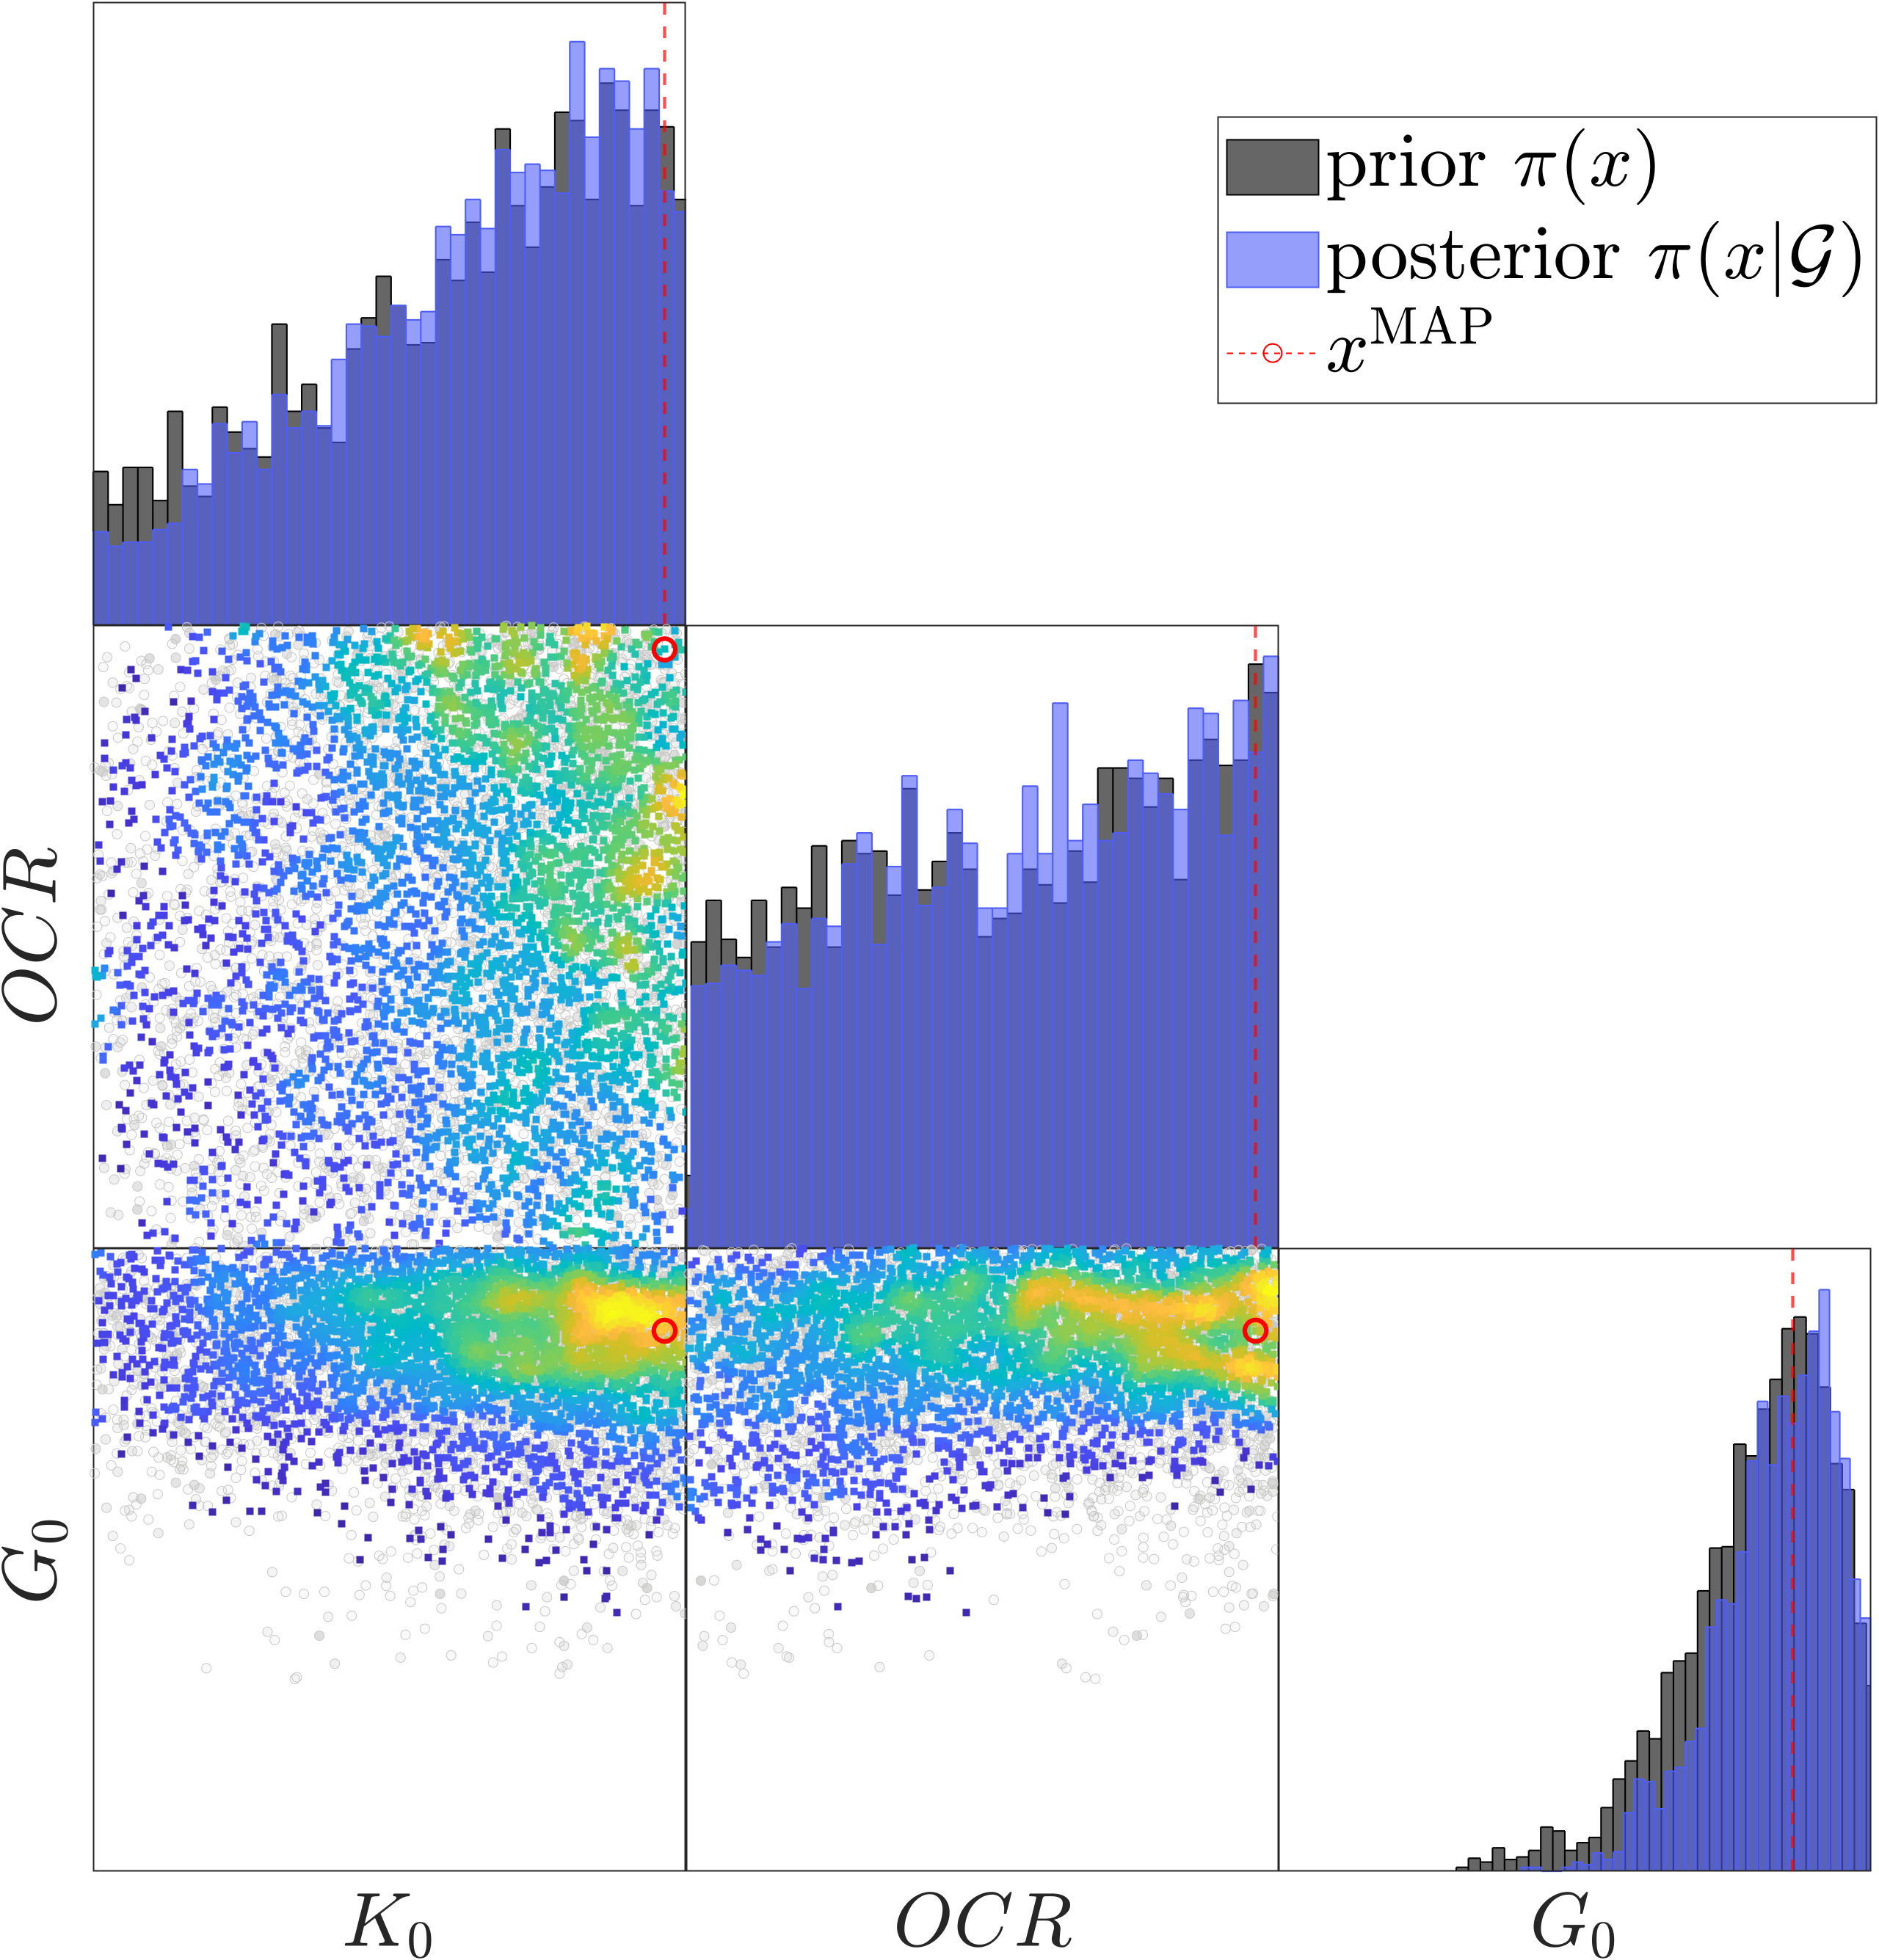 prior π(x)
posterior π(x|𝒢)
x^MAP
OCR
G₀
K₀
OCR
G₀